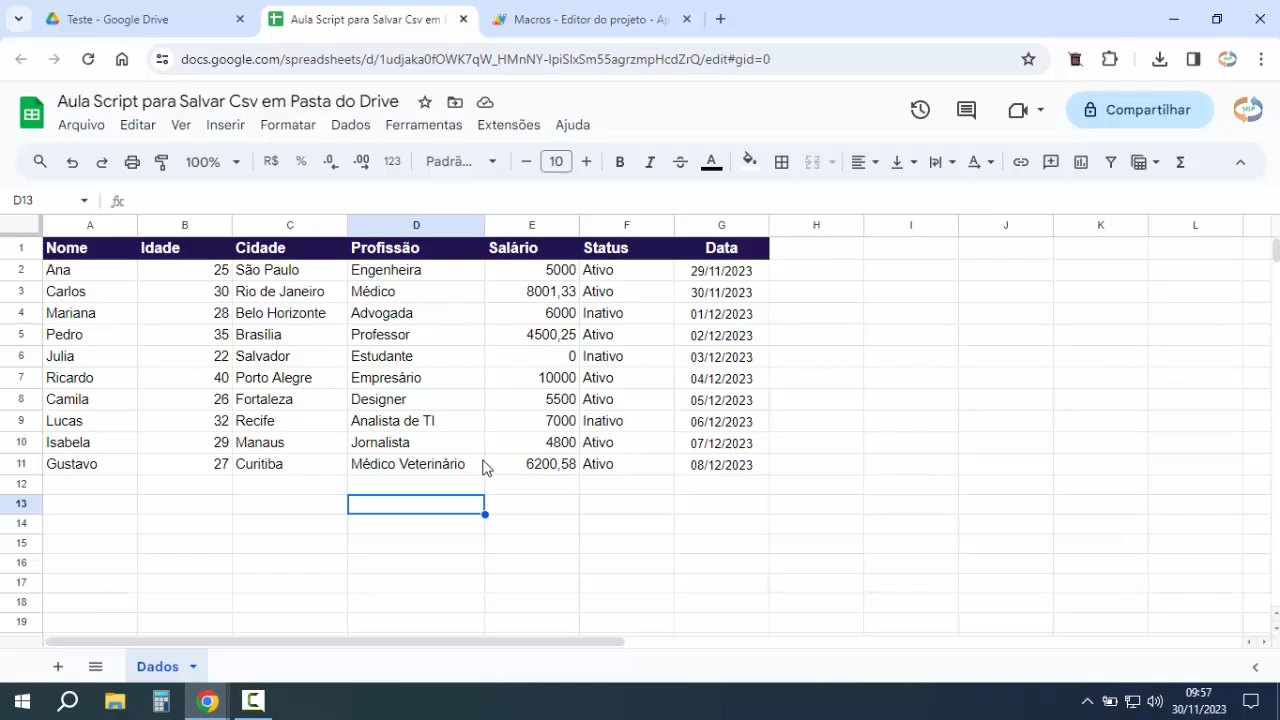 Teste - Google Drive
Aula Script para Salvar Csv em P
Macros - Editor do projeto - Ap
docs.google.com/spreadsheets/d/1udjaka0fOWK7qW_HMnNY-IpiSlxSm55agrzmpHcdZrQ/edit#gid=0
Aula Script para Salvar Csv em Pasta do Drive
Arquivo Editar Ver Inserir Formatar Dados Ferramentas Extensões Ajuda
Compartilhar
SGP
100% R$ % .0 .00 123 Padrã... 10 B I A
D13 fx
A B C D E F G H I J K L
1 Nome Idade Cidade Profissão Salário Status Data
2 Ana 25 São Paulo Engenheira 5000 Ativo 29/11/2023
3 Carlos 30 Rio de Janeiro Médico 8001,33 Ativo 30/11/2023
4 Mariana 28 Belo Horizonte Advogada 6000 Inativo 01/12/2023
5 Pedro 35 Brasília Professor 4500,25 Ativo 02/12/2023
6 Julia 22 Salvador Estudante 0 Inativo 03/12/2023
7 Ricardo 40 Porto Alegre Empresário 10000 Ativo 04/12/2023
8 Camila 26 Fortaleza Designer 5500 Ativo 05/12/2023
9 Lucas 32 Recife Analista de TI 7000 Inativo 06/12/2023
10 Isabela 29 Manaus Jornalista 4800 Ativo 07/12/2023
11 Gustavo 27 Curitiba Médico Veterinário 6200,58 Ativo 08/12/2023
12
13
14
15
16
17
18
19
Dados
09:57
30/11/2023